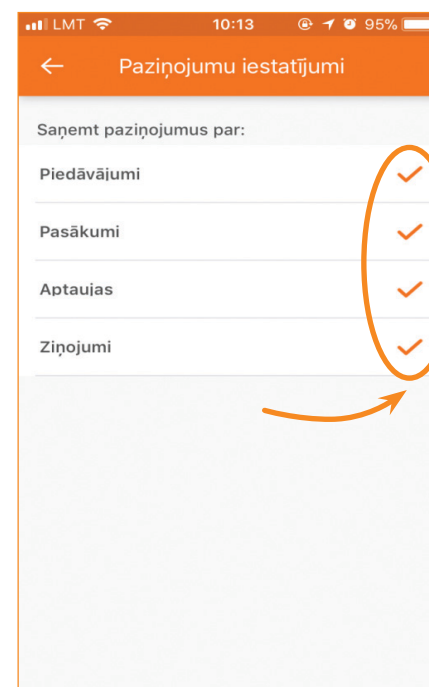 LMT 10:13 95%
Paziņojumu iestatījumi
Saņemt paziņojumus par:
Piedāvājumi
Pasākumi
Aptaujas
Ziņojumi